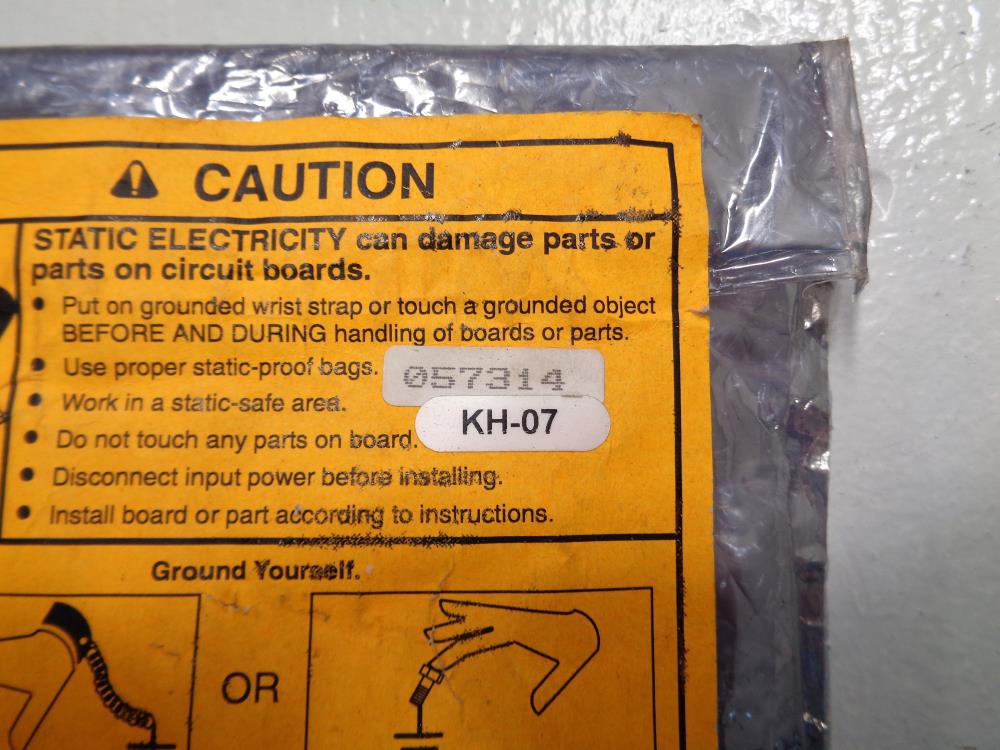 CAUTION
STATIC ELECTRICITY can damage parts or
parts on circuit boards.
• Put on grounded wrist strap or touch a grounded object
BEFORE AND DURING handling of boards or parts.
• Use proper static-proof bags.
057314
• Work in a static-safe area.
KH-07
• Do not touch any parts on board.
• Disconnect input power before installing.
• Install board or part according to instructions.
Ground Yourself.
OR